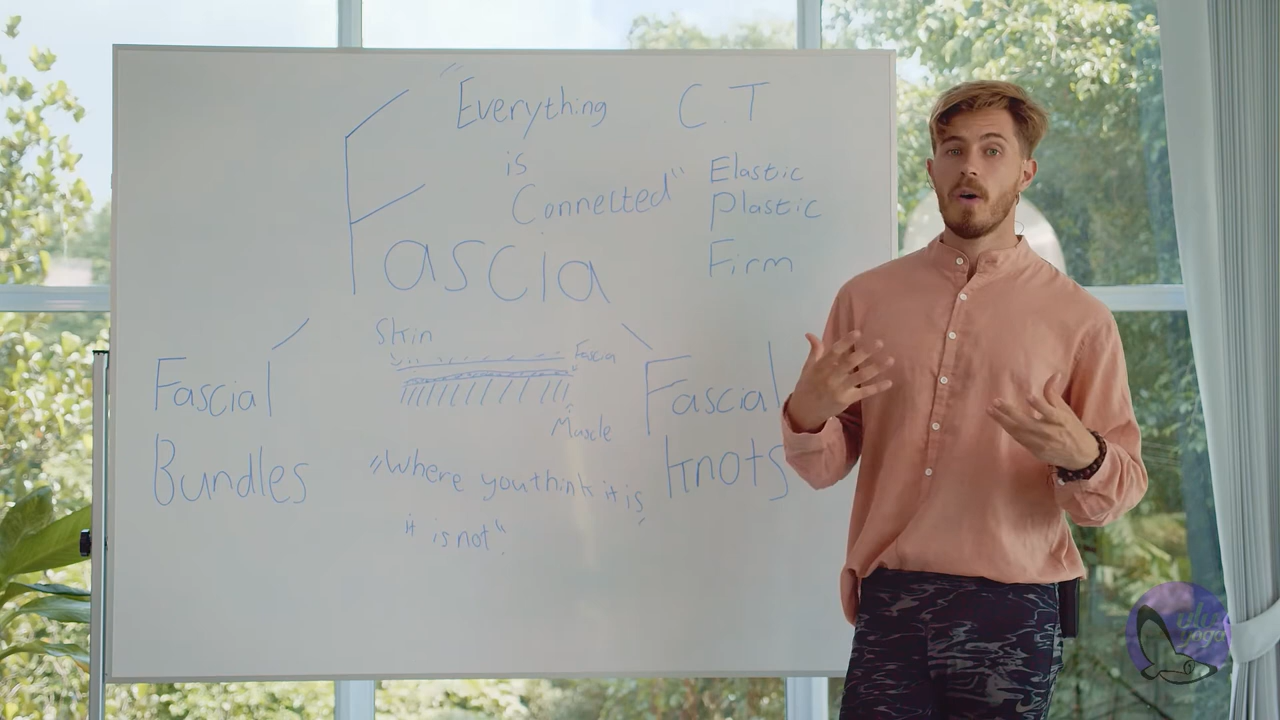 "Everything
is
Connected"
C.T
Elastic
Plastic
Firm
Fascia
Skin
Fascia
Muscle
Fascial
Bundles
Fascial
knots
"Where you think it is,
it is not".
yoga